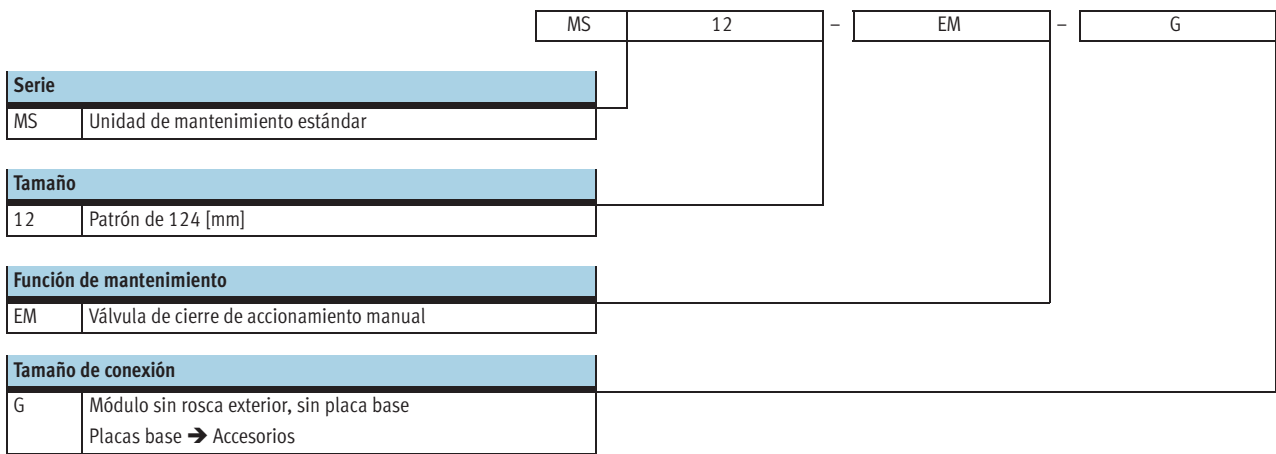 MS 12 – EM – G
Serie
MS Unidad de mantenimiento estándar
Tamaño
12 Patrón de 124 [mm]
Función de mantenimiento
EM Válvula de cierre de accionamiento manual
Tamaño de conexión
G Módulo sin rosca exterior, sin placa base
Placas base ➔ Accesorios